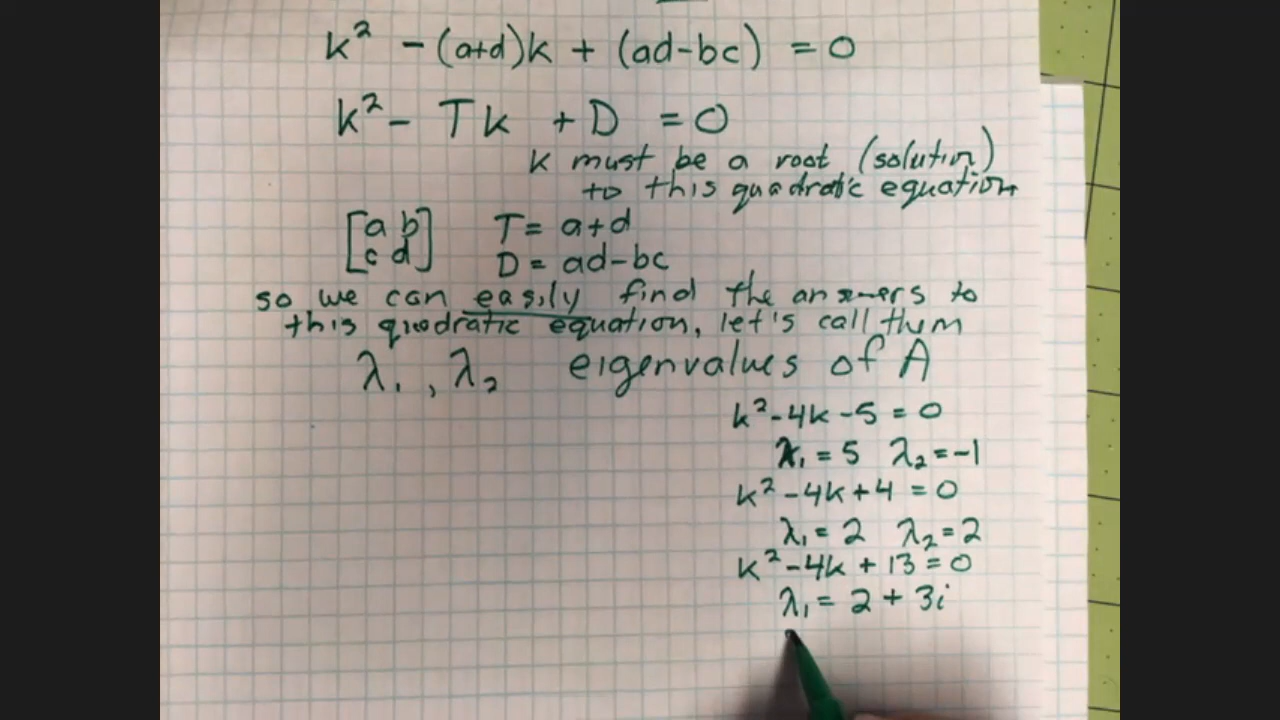 k² - (a+d)k + (ad-bc) = 0
k² - Tk + D = 0
k must be a root (solution)
to this quadratic equation
[a b
c d] T = a+d
D = ad-bc
so we can easily find the answers to
this quadratic equation, let's call them
λ₁, λ₂ eigenvalues of A
k² - 4k - 5 = 0
λ₁ = 5 λ₂ = -1
k² - 4k + 4 = 0
λ₁ = 2 λ₂ = 2
k² - 4k + 13 = 0
λ₁ = 2 + 3i